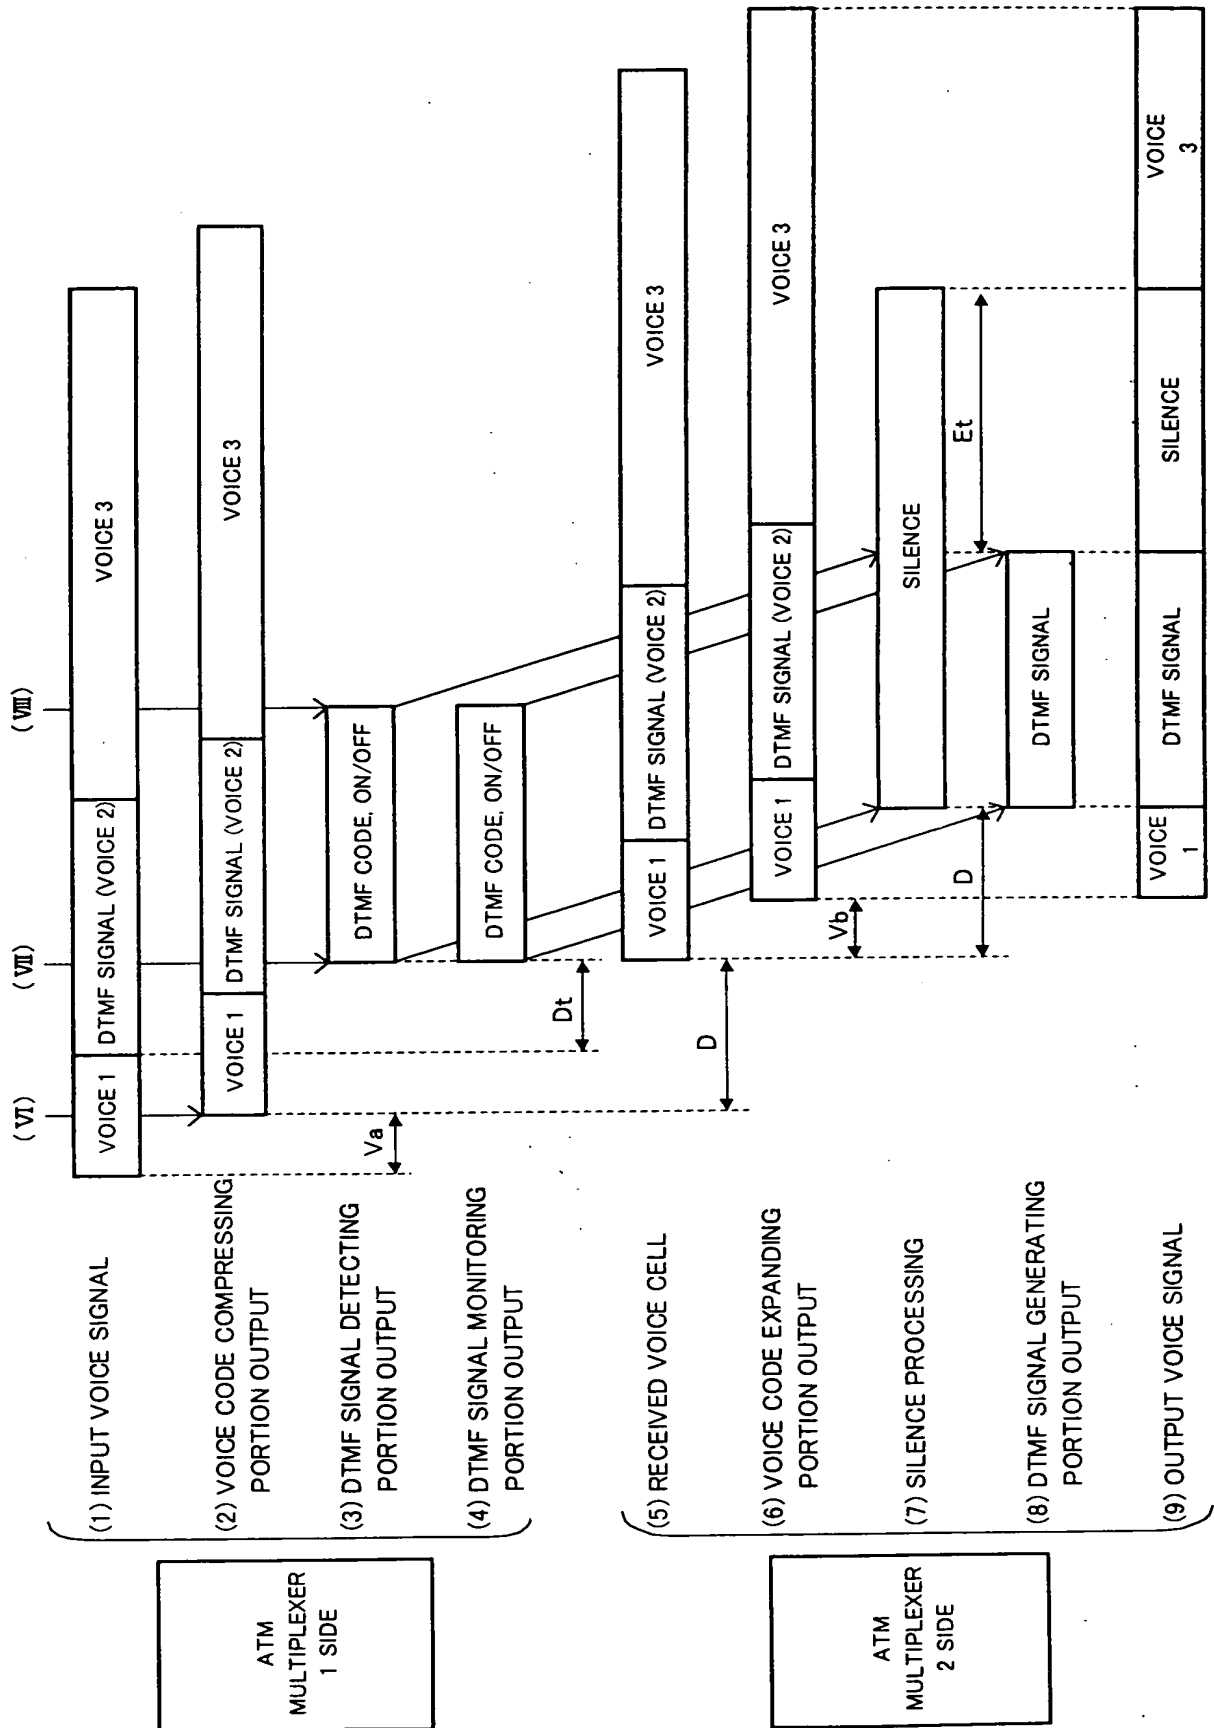 (VI)
(VII)
(VIII)
ATM
MULTIPLEXER
1 SIDE
(1) INPUT VOICE SIGNAL
VOICE 1
DTMF SIGNAL (VOICE 2)
VOICE 3
(2) VOICE CODE COMPRESSING
PORTION OUTPUT
VOICE 1
DTMF SIGNAL (VOICE 2)
VOICE 3
(3) DTMF SIGNAL DETECTING
PORTION OUTPUT
Va
DTMF CODE, ON/OFF
(4) DTMF SIGNAL MONITORING
PORTION OUTPUT
DTMF CODE, ON/OFF
Dt
ATM
MULTIPLEXER
2 SIDE
(5) RECEIVED VOICE CELL
VOICE 1
DTMF SIGNAL (VOICE 2)
VOICE 3
D
(6) VOICE CODE EXPANDING
PORTION OUTPUT
VOICE 1
DTMF SIGNAL (VOICE 2)
VOICE 3
Vb
(7) SILENCE PROCESSING
SILENCE
D
Et
(8) DTMF SIGNAL GENERATING
PORTION OUTPUT
DTMF SIGNAL
(9) OUTPUT VOICE SIGNAL
VOICE
1
DTMF SIGNAL
SILENCE
VOICE
3